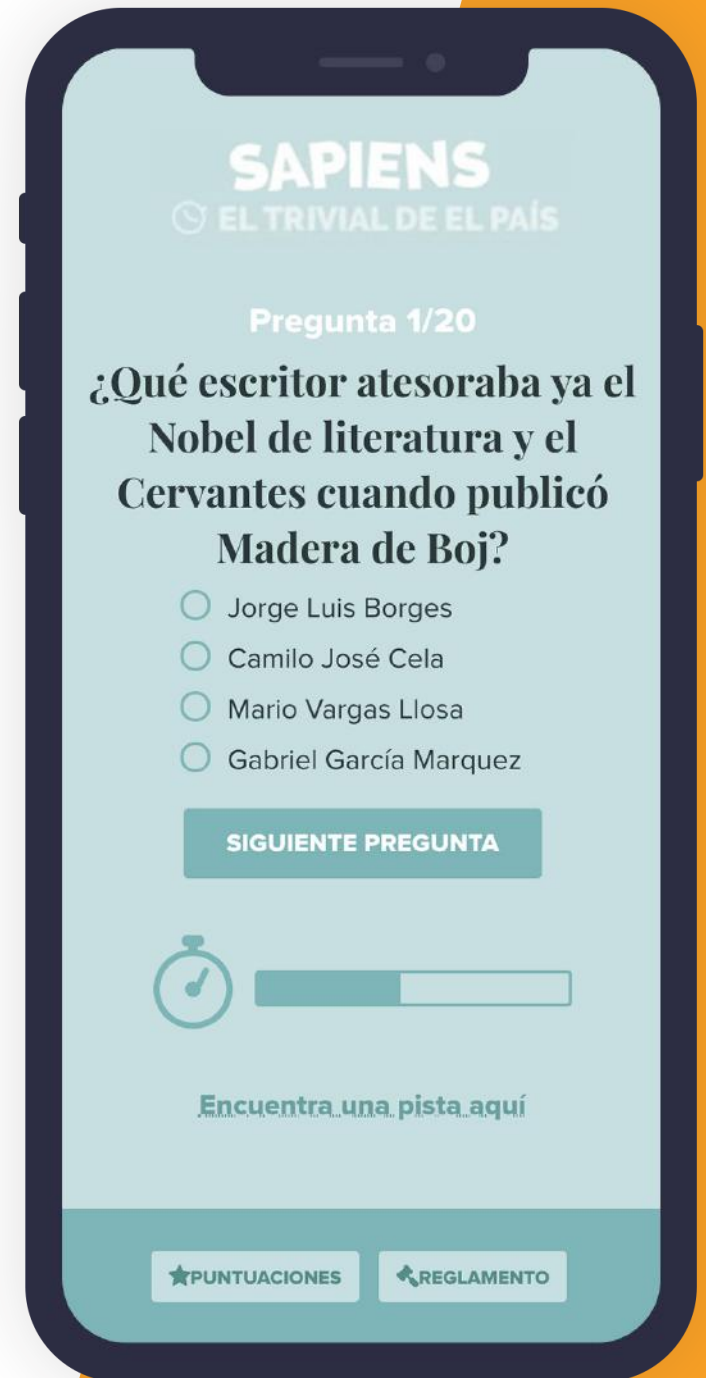 SAPIENS
EL TRIVIAL DE EL PAÍS
Pregunta 1/20
¿Qué escritor atesoraba ya el
Nobel de literatura y el
Cervantes cuando publicó
Madera de Boj?
Jorge Luis Borges
Camilo José Cela
Mario Vargas Llosa
Gabriel García Marquez
SIGUIENTE PREGUNTA
Encuentra una pista aquí
PUNTUACIONES
REGLAMENTO